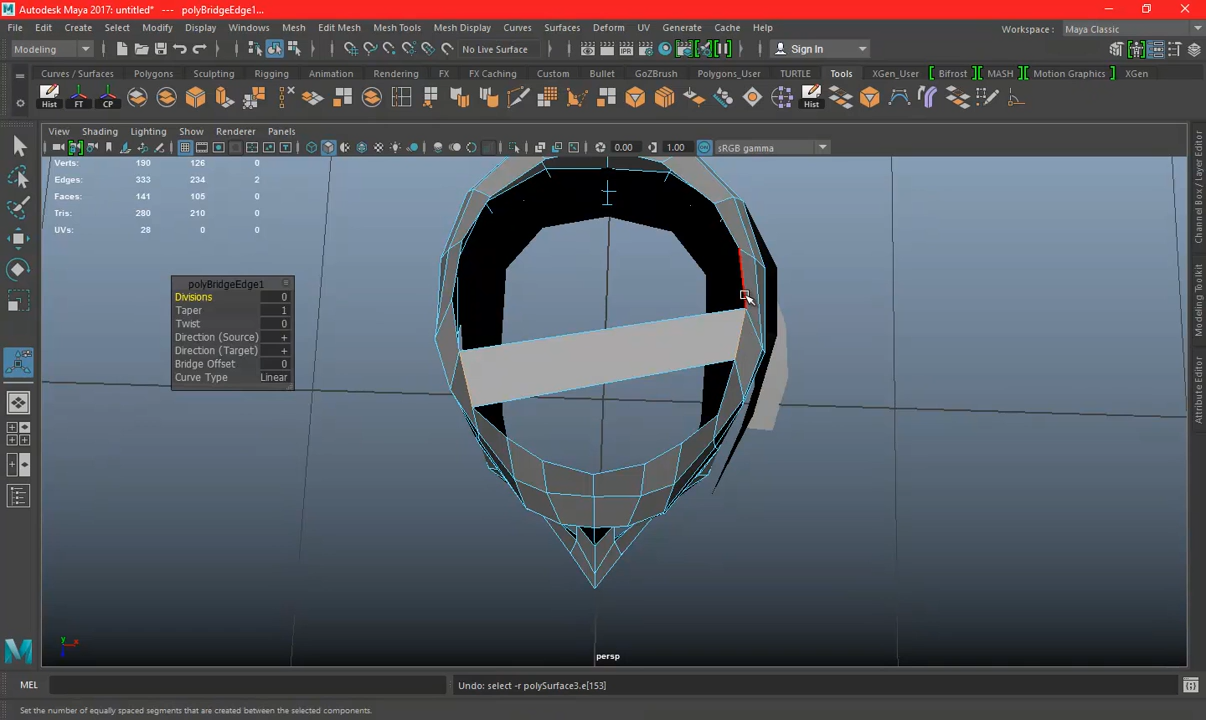 Autodesk Maya 2017: untitled*   ---   polyBridgeEdge1...
File Edit Create Select Modify Display Windows Mesh Edit Mesh Mesh Tools Mesh Display Curves Surfaces Deform UV Generate Cache Help Workspace : Maya Classic
Modeling No Live Surface Sign In
Curves / Surfaces Polygons Sculpting Rigging Animation Rendering FX FX Caching Custom Bullet GoZBrush Polygons_User TURTLE Tools XGen_User Bifrost MASH Motion Graphics XGen
Hist FT CP Hist
View Shading Lighting Show Renderer Panels
0.00 1.00 sRGB gamma
Verts: 190 126 0
Edges: 333 234 2
Faces: 141 105 0
Tris: 280 210 0
UVs: 28 0 0
polyBridgeEdge1
Divisions 0
Taper 1
Twist 0
Direction (Source) +
Direction (Target) +
Bridge Offset 0
Curve Type Linear
Channel Box / Layer Editor
Modeling Toolkit
Attribute Editor
y x
persp
MEL Undo: select -r polySurface3.e[153]
Set the number of equally spaced segments that are created between the selected components.